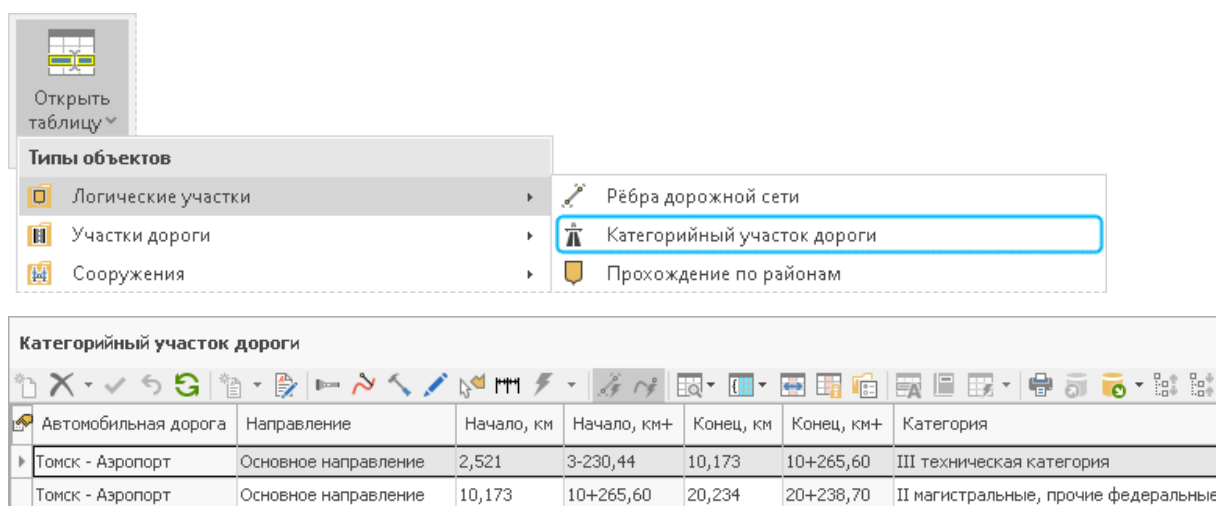 Открыть
таблицу
Типы объектов
Логические участки
Рёбра дорожной сети
Участки дороги
Категорийный участок дороги
Сооружения
Прохождение по районам
Категорийный участок дороги
Автомобильная дорога Направление Начало, км Начало, км+ Конец, км Конец, км+ Категория
Томск - Аэропорт Основное направление 2,521 3-230,44 10,173 10+265,60 III техническая категория
Томск - Аэропорт Основное направление 10,173 10+265,60 20,234 20+238,70 II магистральные, прочие федеральные